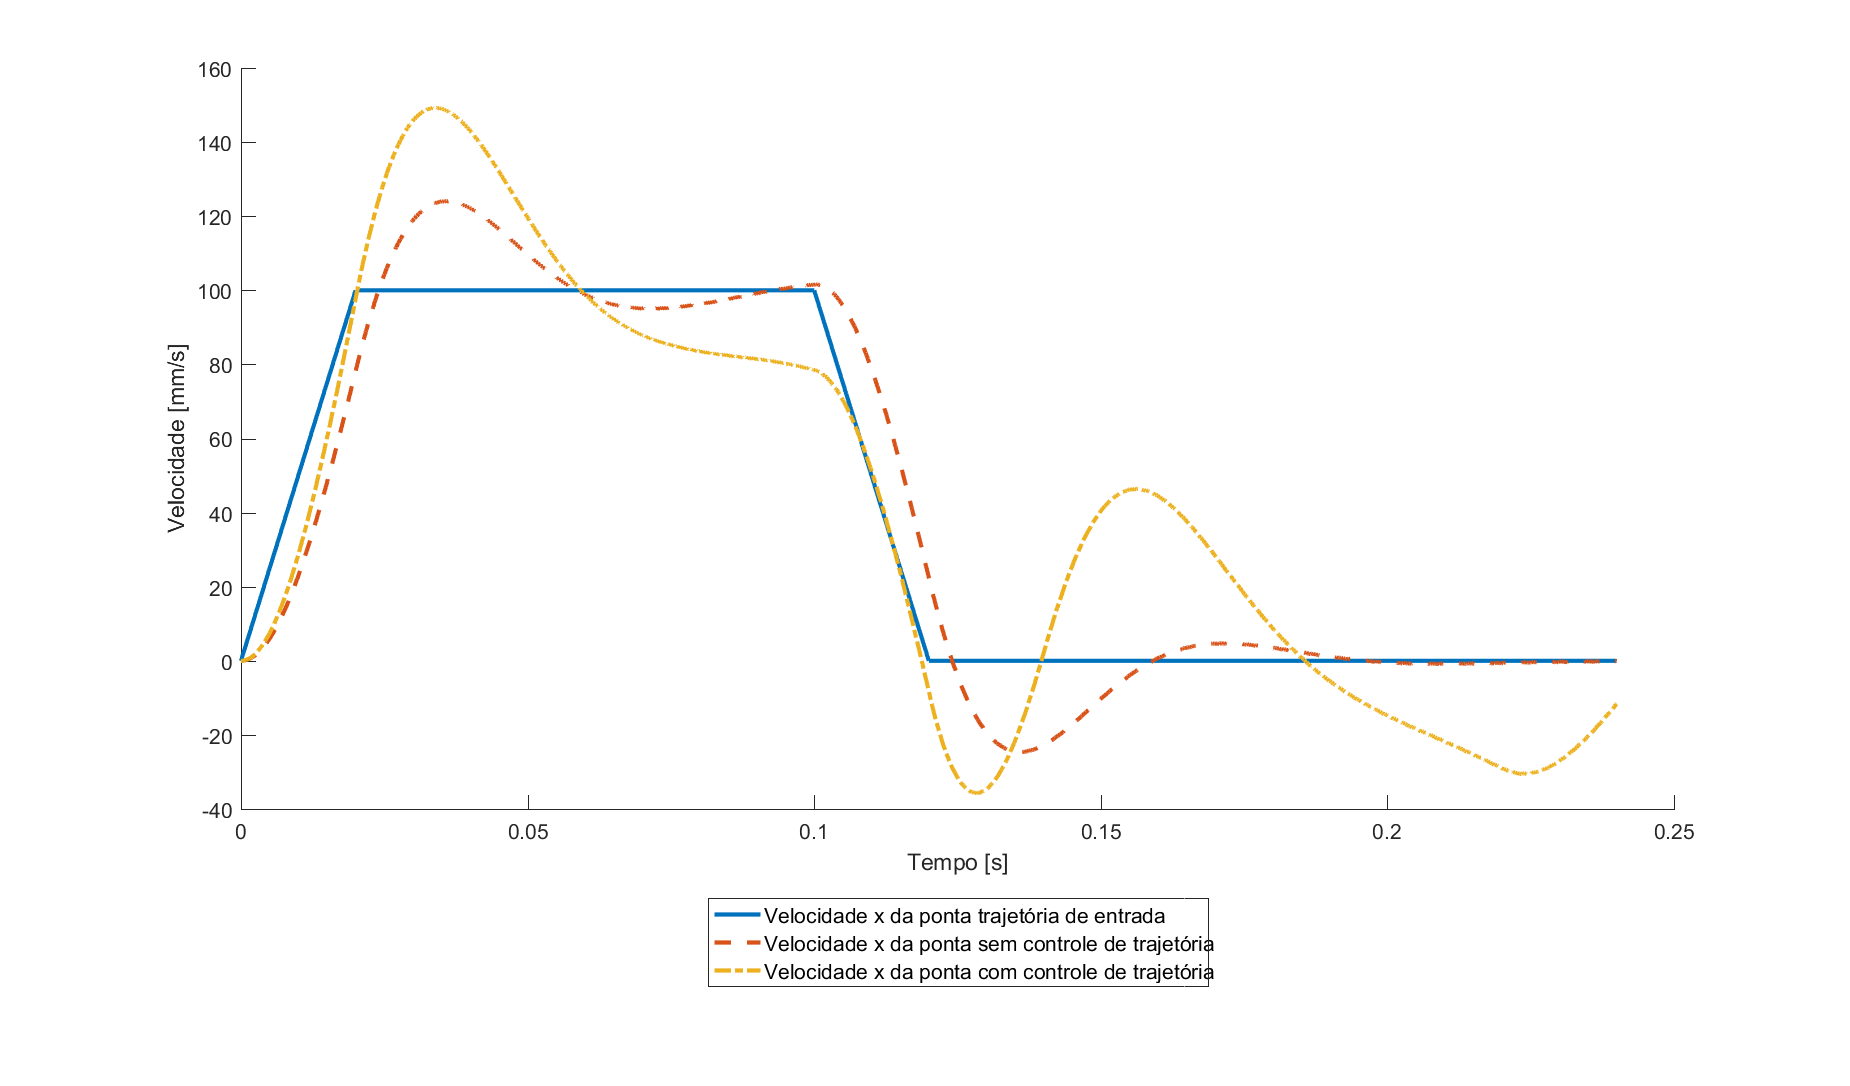 160
140
120
100
80
60
40
20
0
-20
-40
Velocidade [mm/s]
0 0.05 0.1 0.15 0.2 0.25
Tempo [s]
Velocidade x da ponta trajetória de entrada
Velocidade x da ponta sem controle de trajetória
Velocidade x da ponta com controle de trajetória